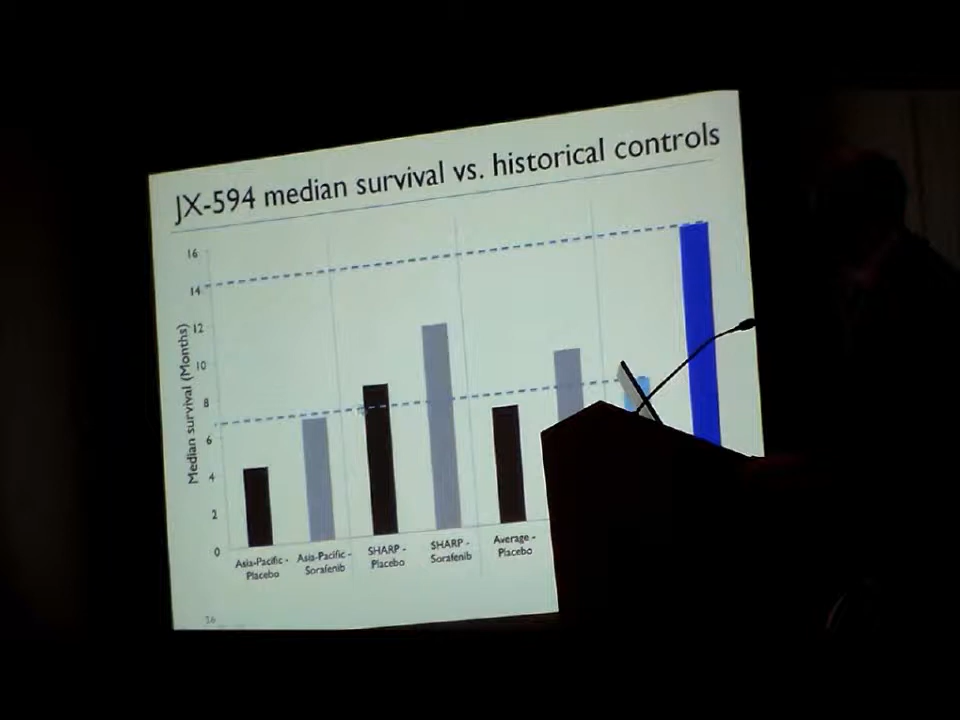 JX-594 median survival vs. historical controls
Median survival (Months)
16
14
12
10
8
6
4
2
0
Asia-Pacific -
Placebo
Asia-Pacific -
Sorafenib
SHARP -
Placebo
SHARP -
Sorafenib
Average -
Placebo
26